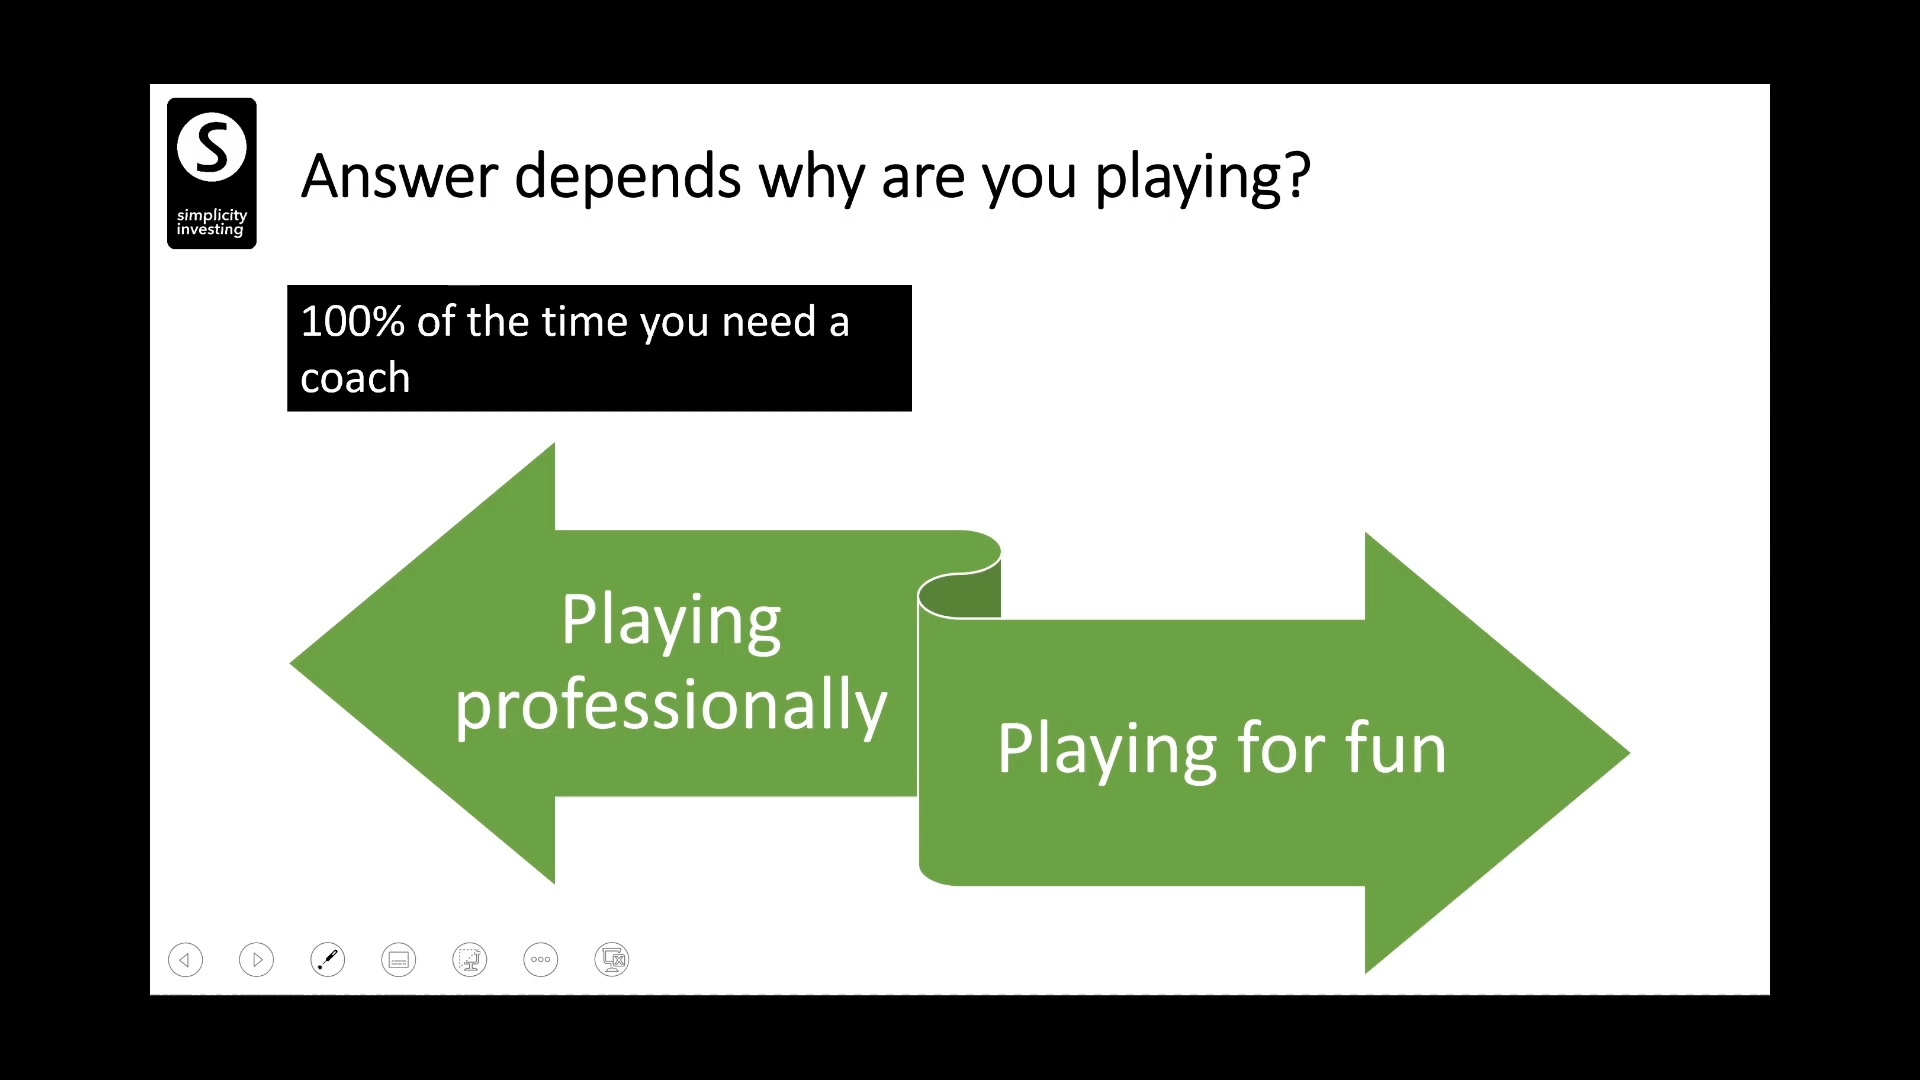 S
simplicity
investing
Answer depends why are you playing?
100% of the time you need a
coach
Playing
professionally
Playing for fun